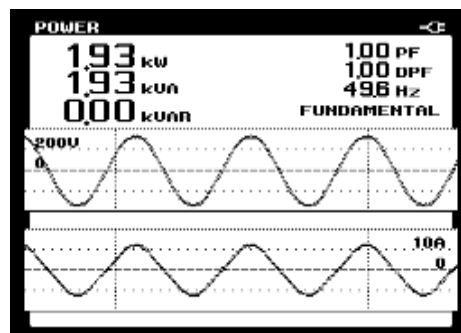 POWER
1.93 KW
1.00 PF
1.93 KVA
1.00 DPF
49.6 Hz
0.00 KVAR
FUNDAMENTAL
200V
0
10A
0